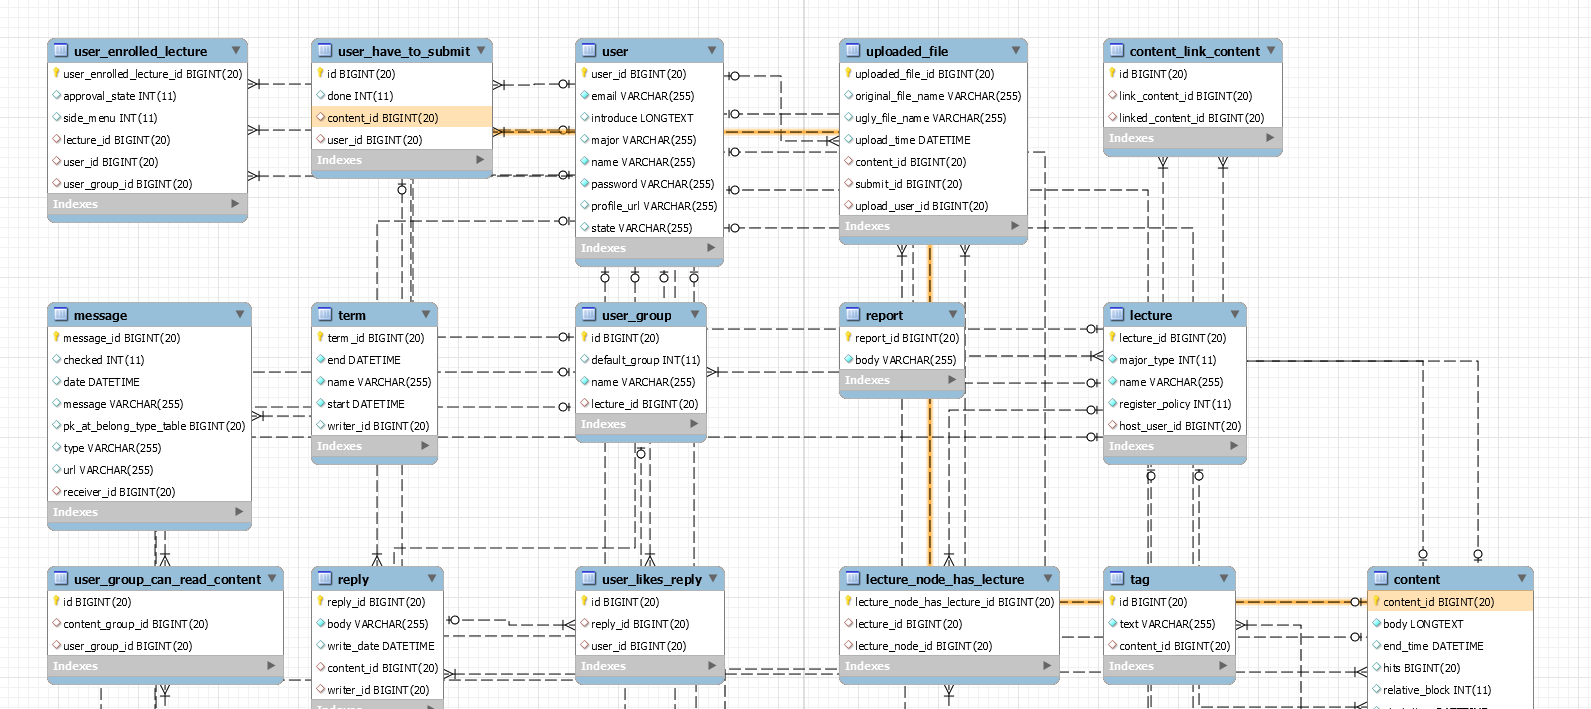 user_enrolled_lecture
user_enrolled_lecture_id BIGINT(20)
approval_state INT(11)
side_menu INT(11)
lecture_id BIGINT(20)
user_id BIGINT(20)
user_group_id BIGINT(20)
Indexes
user_have_to_submit
id BIGINT(20)
done INT(11)
content_id BIGINT(20)
user_id BIGINT(20)
Indexes
user
user_id BIGINT(20)
email VARCHAR(255)
introduce LONGTEXT
major VARCHAR(255)
name VARCHAR(255)
password VARCHAR(255)
profile_url VARCHAR(255)
state VARCHAR(255)
Indexes
uploaded_file
uploaded_file_id BIGINT(20)
original_file_name VARCHAR(255)
ugly_file_name VARCHAR(255)
upload_time DATETIME
content_id BIGINT(20)
submit_id BIGINT(20)
upload_user_id BIGINT(20)
Indexes
content_link_content
id BIGINT(20)
link_content_id BIGINT(20)
linked_content_id BIGINT(20)
Indexes
message
message_id BIGINT(20)
checked INT(11)
date DATETIME
message VARCHAR(255)
pk_at_belong_type_table BIGINT(20)
type VARCHAR(255)
url VARCHAR(255)
receiver_id BIGINT(20)
Indexes
term
term_id BIGINT(20)
end DATETIME
name VARCHAR(255)
start DATETIME
writer_id BIGINT(20)
Indexes
user_group
id BIGINT(20)
default_group INT(11)
name VARCHAR(255)
lecture_id BIGINT(20)
Indexes
report
report_id BIGINT(20)
body VARCHAR(255)
Indexes
lecture
lecture_id BIGINT(20)
major_type INT(11)
name VARCHAR(255)
register_policy INT(11)
host_user_id BIGINT(20)
Indexes
user_group_can_read_content
id BIGINT(20)
content_group_id BIGINT(20)
user_group_id BIGINT(20)
Indexes
reply
reply_id BIGINT(20)
body VARCHAR(255)
write_date DATETIME
content_id BIGINT(20)
writer_id BIGINT(20)
user_likes_reply
id BIGINT(20)
reply_id BIGINT(20)
user_id BIGINT(20)
Indexes
lecture_node_has_lecture
lecture_node_has_lecture_id BIGINT(20)
lecture_id BIGINT(20)
lecture_node_id BIGINT(20)
Indexes
tag
id BIGINT(20)
text VARCHAR(255)
content_id BIGINT(20)
Indexes
content
content_id BIGINT(20)
body LONGTEXT
end_time DATETIME
hits BIGINT(20)
relative_block INT(11)